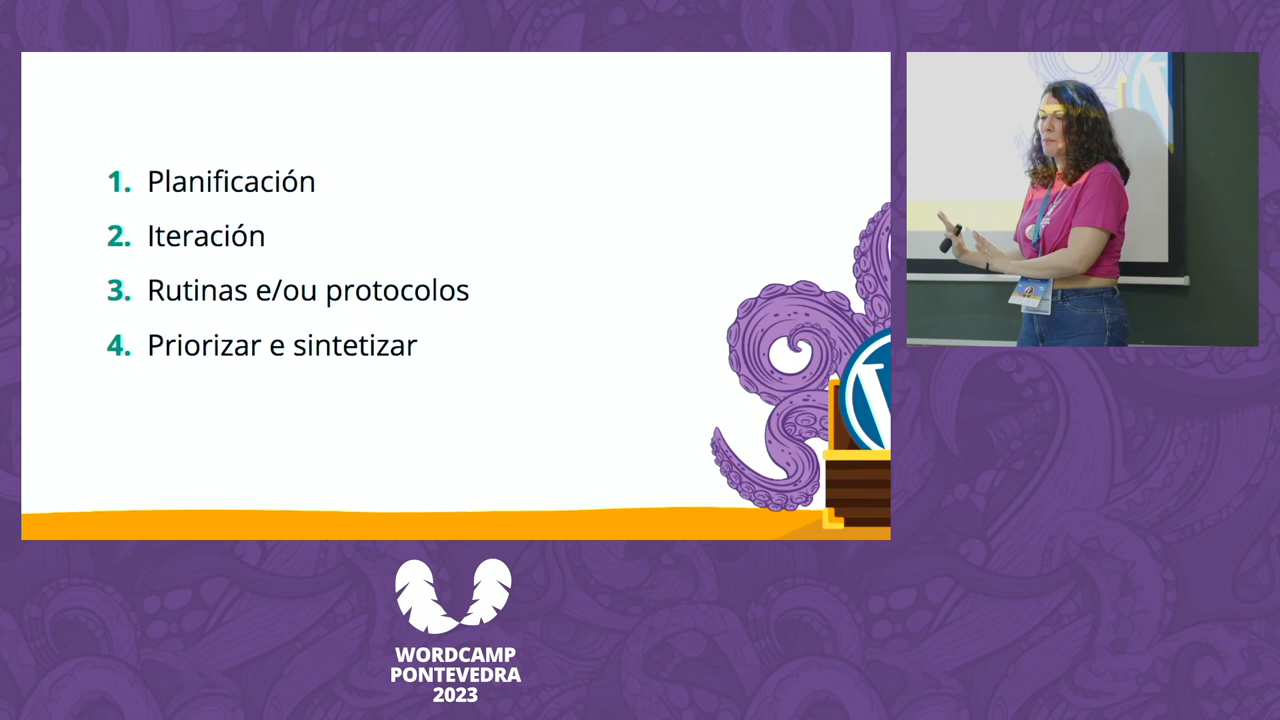 1. Planificación
2. Iteración
3. Rutinas e/ou protocolos
4. Priorizar e sintetizar
WORDCAMP
PONTEVEDRA
2023